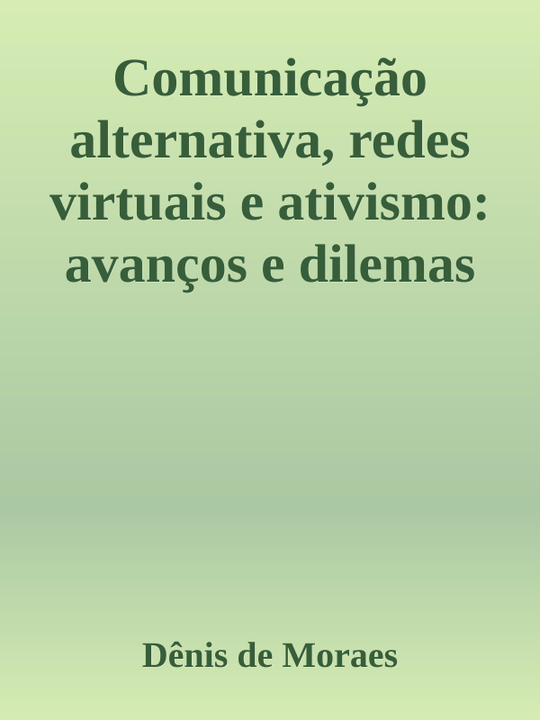 Comunicação
alternativa, redes
virtuais e ativismo:
avanços e dilemas
Dênis de Moraes